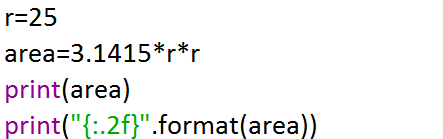 r=25
area=3.1415*r*r
print(area)
print("{:.2f}".format(area))